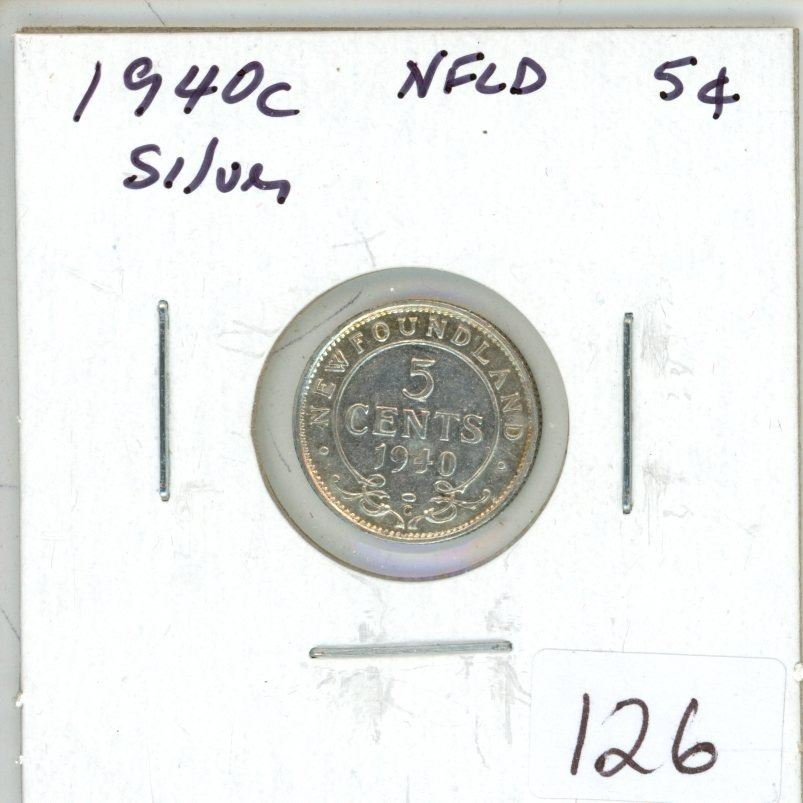 1940C NFLD 5¢
Silver
NEWFOUNDLAND
5
CENTS
1940
C
126